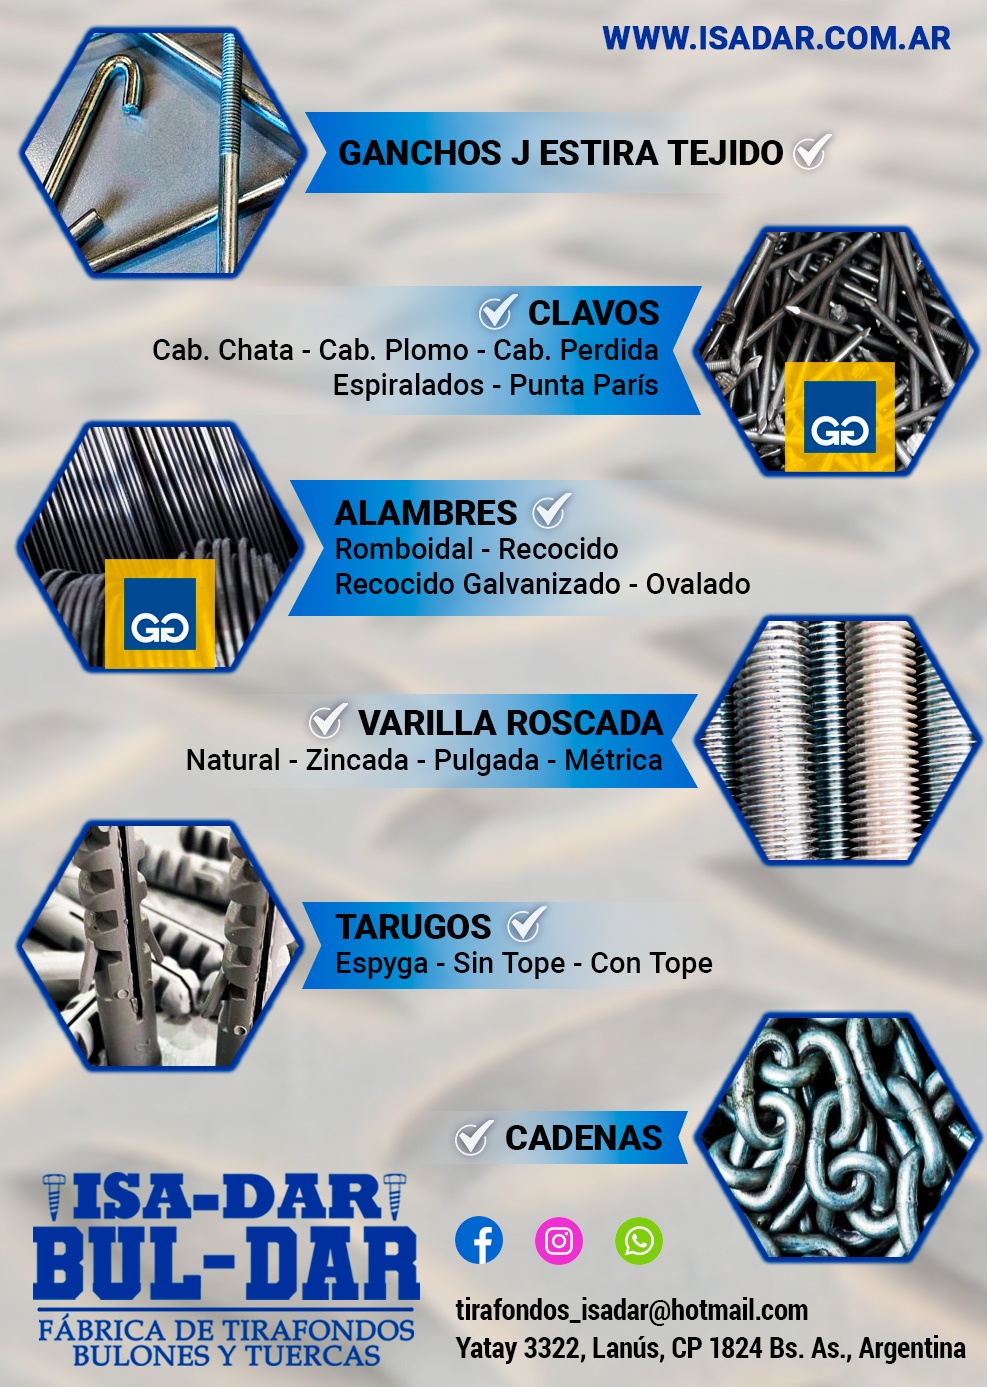 WWW.ISADAR.COM.AR
GANCHOS J ESTIRA TEJIDO
CLAVOS
Cab. Chata - Cab. Plomo - Cab. Perdida
Espiralados - Punta París
GG
ALAMBRES
Romboidal - Recocido
Recocido Galvanizado - Ovalado
GG
VARILLA ROSCADA
Natural - Zincada - Pulgada - Métrica
TARUGOS
Espyga - Sin Tope - Con Tope
CADENAS
ISA-DAR
BUL-DAR
FÁBRICA DE TIRAFONDOS
BULONES Y TUERCAS
tirafondos_isadar@hotmail.com
Yatay 3322, Lanús, CP 1824 Bs. As., Argentina